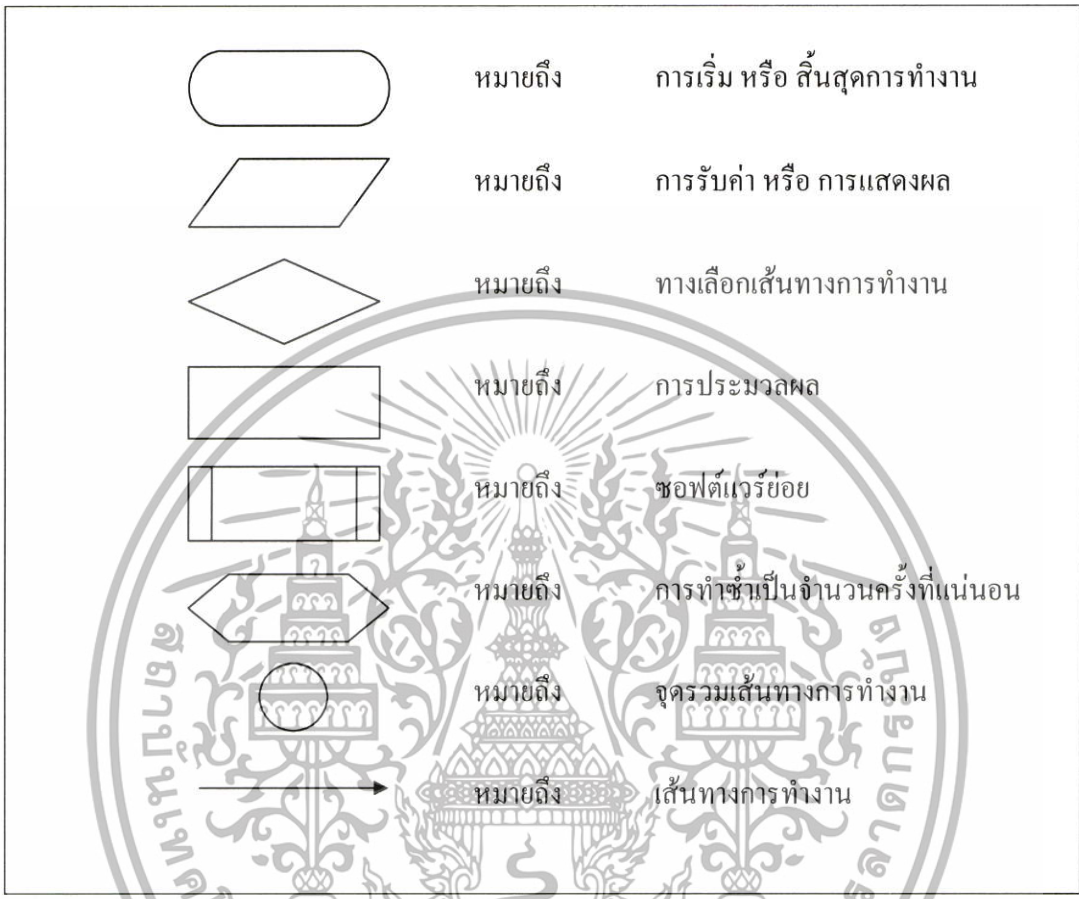 หมายถึง การเริ่ม หรือ สิ้นสุดการทำงาน
หมายถึง การรับค่า หรือ การแสดงผล
หมายถึง ทางเลือกเส้นทางการทำงาน
หมายถึง การประมวลผล
หมายถึง ซอฟต์แวร์ย่อย
หมายถึง การทำซ้ำเป็นจำนวนครั้งที่แน่นอน
หมายถึง จุดรวมเส้นทางการทำงาน
หมายถึง เส้นทางการทำงาน